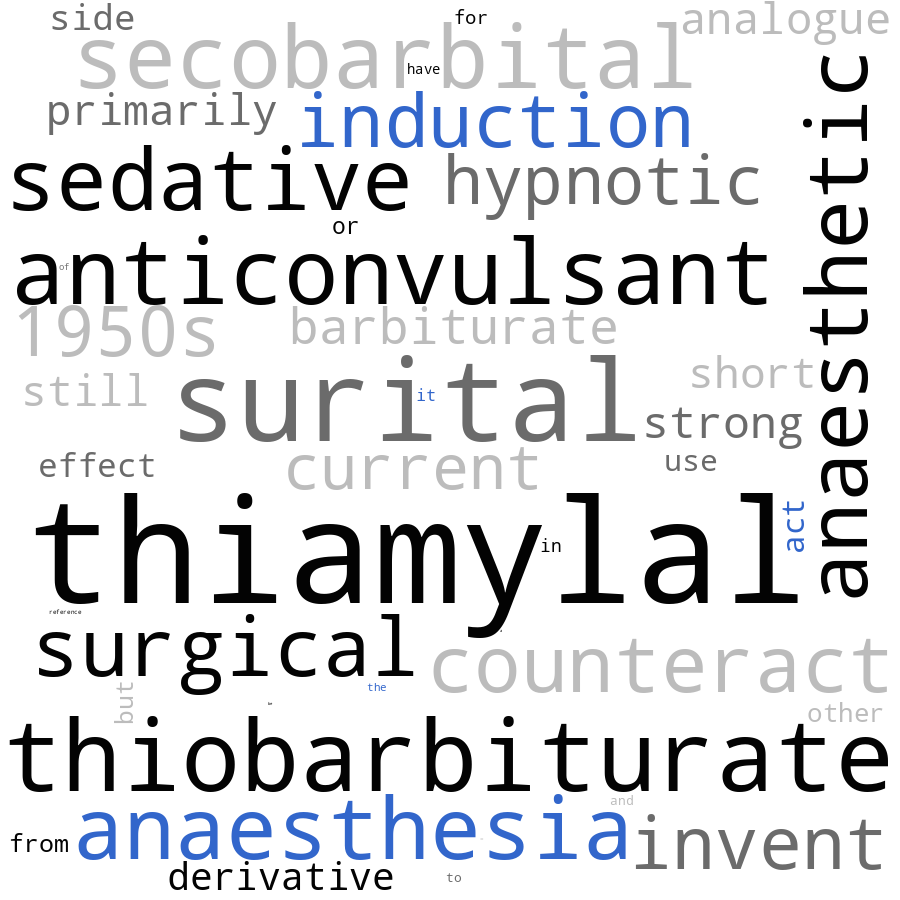 side
for
analogue
secobarbital
have
primarily
induction
anaesthetic
sedative
hypnotic
or
of
anticonvulsant
1950s
barbiturate
surital
it
short
still
strong
effect
current
use
thiamylal
act
in
reference
surgical
counteract
the
but
other
thiobarbiturate
anaesthesia
and
from
invent
derivative
to